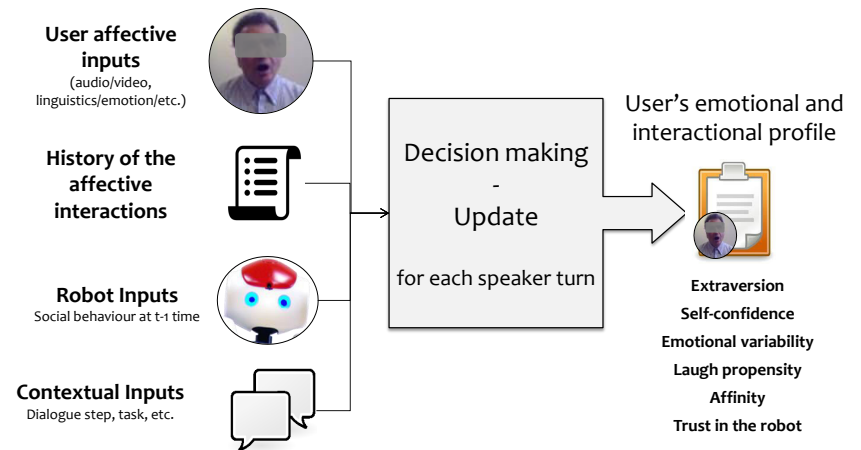 User affective
inputs
(audio/video,
linguistics/emotion/etc.)
History of the
affective
interactions
Robot Inputs
Social behaviour at t-1 time
Contextual Inputs
Dialogue step, task, etc.
Decision making
-
Update
for each speaker turn
User's emotional and
interactional profile
Extraversion
Self-confidence
Emotional variability
Laugh propensity
Affinity
Trust in the robot